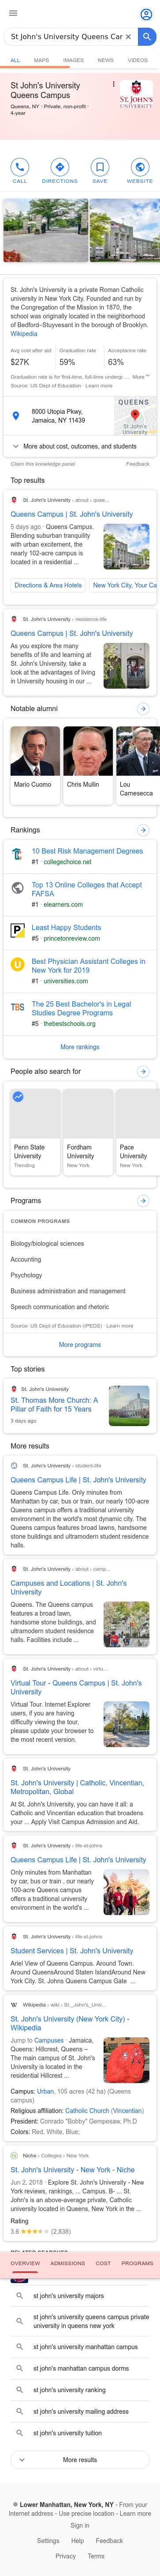 St John's University Queens Car
ALL MAPS IMAGES NEWS VIDEOS
St John's University
Queens Campus
Queens, NY · Private, non-profit ·
4-year
ST JOHN'S
UNIVERSITY
CALL DIRECTIONS SAVE WEBSITE
St. John's University is a private Roman Catholic
university in New York City. Founded and run by
the Congregation of the Mission in 1870, the
school was originally located in the neighborhood
of Bedford–Stuyvesant in the borough of Brooklyn.
Wikipedia
Avg cost after aid Graduation rate Acceptance rate
$27K 59% 63%
Graduation rate is for first-time, full-time undergr ... More
Source: US Dept of Education · Learn more
8000 Utopia Pkwy,
Jamaica, NY 11439
QUEENS
St John's
University
More about cost, outcomes, and students
Claim this knowledge panel Feedback
Top results
St. John's University › about › quee...
Queens Campus | St. John's University
5 days ago · Queens Campus.
Blending suburban tranquility
with urban excitement, the
nearly 102-acre campus is
located in a residential ...
Directions & Area Hotels New York City, Your Ca
St. John's University › residence-life
Queens Campus | St. John's University
As you explore the many
benefits of life and learning at
St. John's University, take a
look at the advantages of living
in University housing in our ...
Notable alumni
Mario Cuomo Chris Mullin Lou
Carnesecca
Rankings
10 Best Risk Management Degrees
#1 · collegechoice.net
Top 13 Online Colleges that Accept
FAFSA
#1 · elearners.com
Least Happy Students
#5 · princetonreview.com
Best Physician Assistant Colleges in
New York for 2019
#1 · universities.com
TBS
The 25 Best Bachelor's in Legal
Studies Degree Programs
#5 · thebestschools.org
More rankings
People also search for
Penn State
University
Trending
Fordham
University
New York
Pace
University
New York
Programs
COMMON PROGRAMS
Biology/biological sciences
Accounting
Psychology
Business administration and management
Speech communication and rhetoric
Source: US Dept of Education (IPEDS) · Learn more
More programs
Top stories
St. John's University
St. Thomas More Church: A
Pillar of Faith for 15 Years
3 days ago
More results
St. John's University › student-life
Queens Campus Life | St. John's University
Queens Campus Life. Only minutes from
Manhattan by car, bus or train, our nearly 100-acre
Queens campus offers a traditional university
environment in the world's most dynamic city. The
Queens campus features broad lawns, handsome
stone buildings and ultramodern student residence
halls.
St. John's University › about › camp...
Campuses and Locations | St. John's
University
Queens. The Queens campus
features a broad lawn,
handsome stone buildings, and
ultramodern student residence
halls. Facilities include ...
St. John's University › about › virtu...
Virtual Tour - Queens Campus | St. John's
University
Virtual Tour. Internet Explorer
users, if you are having
difficulty viewing the tour,
please update your browser to
the most recent version.
St. John's University
St. John's University | Catholic, Vincentian,
Metropolitan, Global
At St. John's University, you can have it all: a
Catholic and Vincentian education that broadens
your ... Apply Visit Campus Admission and Aid.
St. John's University › life-st-johns
Queens Campus Life | St. John's University
Only minutes from Manhattan
by car, bus or train , our nearly
100-acre Queens campus
offers a traditional university
environment in the world's ...
St. John's University › life-st-johns
Student Services | St. John's University
Ariel View of Queens Campus. Around Town .
Around QueensAround Staten IslandAround New
York City. St. Johns Queens Campus Gate ...
Wikipedia › wiki › St._John's_Univ...
St. John's University (New York City) -
Wikipedia
Jump to Campuses · Jamaica,
Queens: Hillcrest, Queens –
The main campus of St. John's
University is located in the
residential Hillcrest ...
Campus: Urban, 105 acres (42 ha) (Queens
campus)
Religious affiliation: Catholic Church (Vincentian)
President: Conrado "Bobby" Gempesaw, Ph.D
Colors: Red, White, Blue;
Niche › Colleges › New York
St. John's University - New York - Niche
Jun 2, 2018 · Explore St. John's University - New
York reviews, rankings, ... Campus. B- ... St.
John's is an above-average private, Catholic
university located in Queens, New York in the ...
Rating
3.6 ★★★★★ (2,838)
OVERVIEW ADMISSIONS COST PROGRAMS
st john's university majors
st john's university queens campus private
university in queens new york
st john's university manhattan campus
st john's manhattan campus dorms
st john's university ranking
st john's university mailing address
st john's university tuition
More results
Lower Manhattan, New York, NY - From your
Internet address - Use precise location - Learn more
Sign in
Settings Help Feedback
Privacy Terms